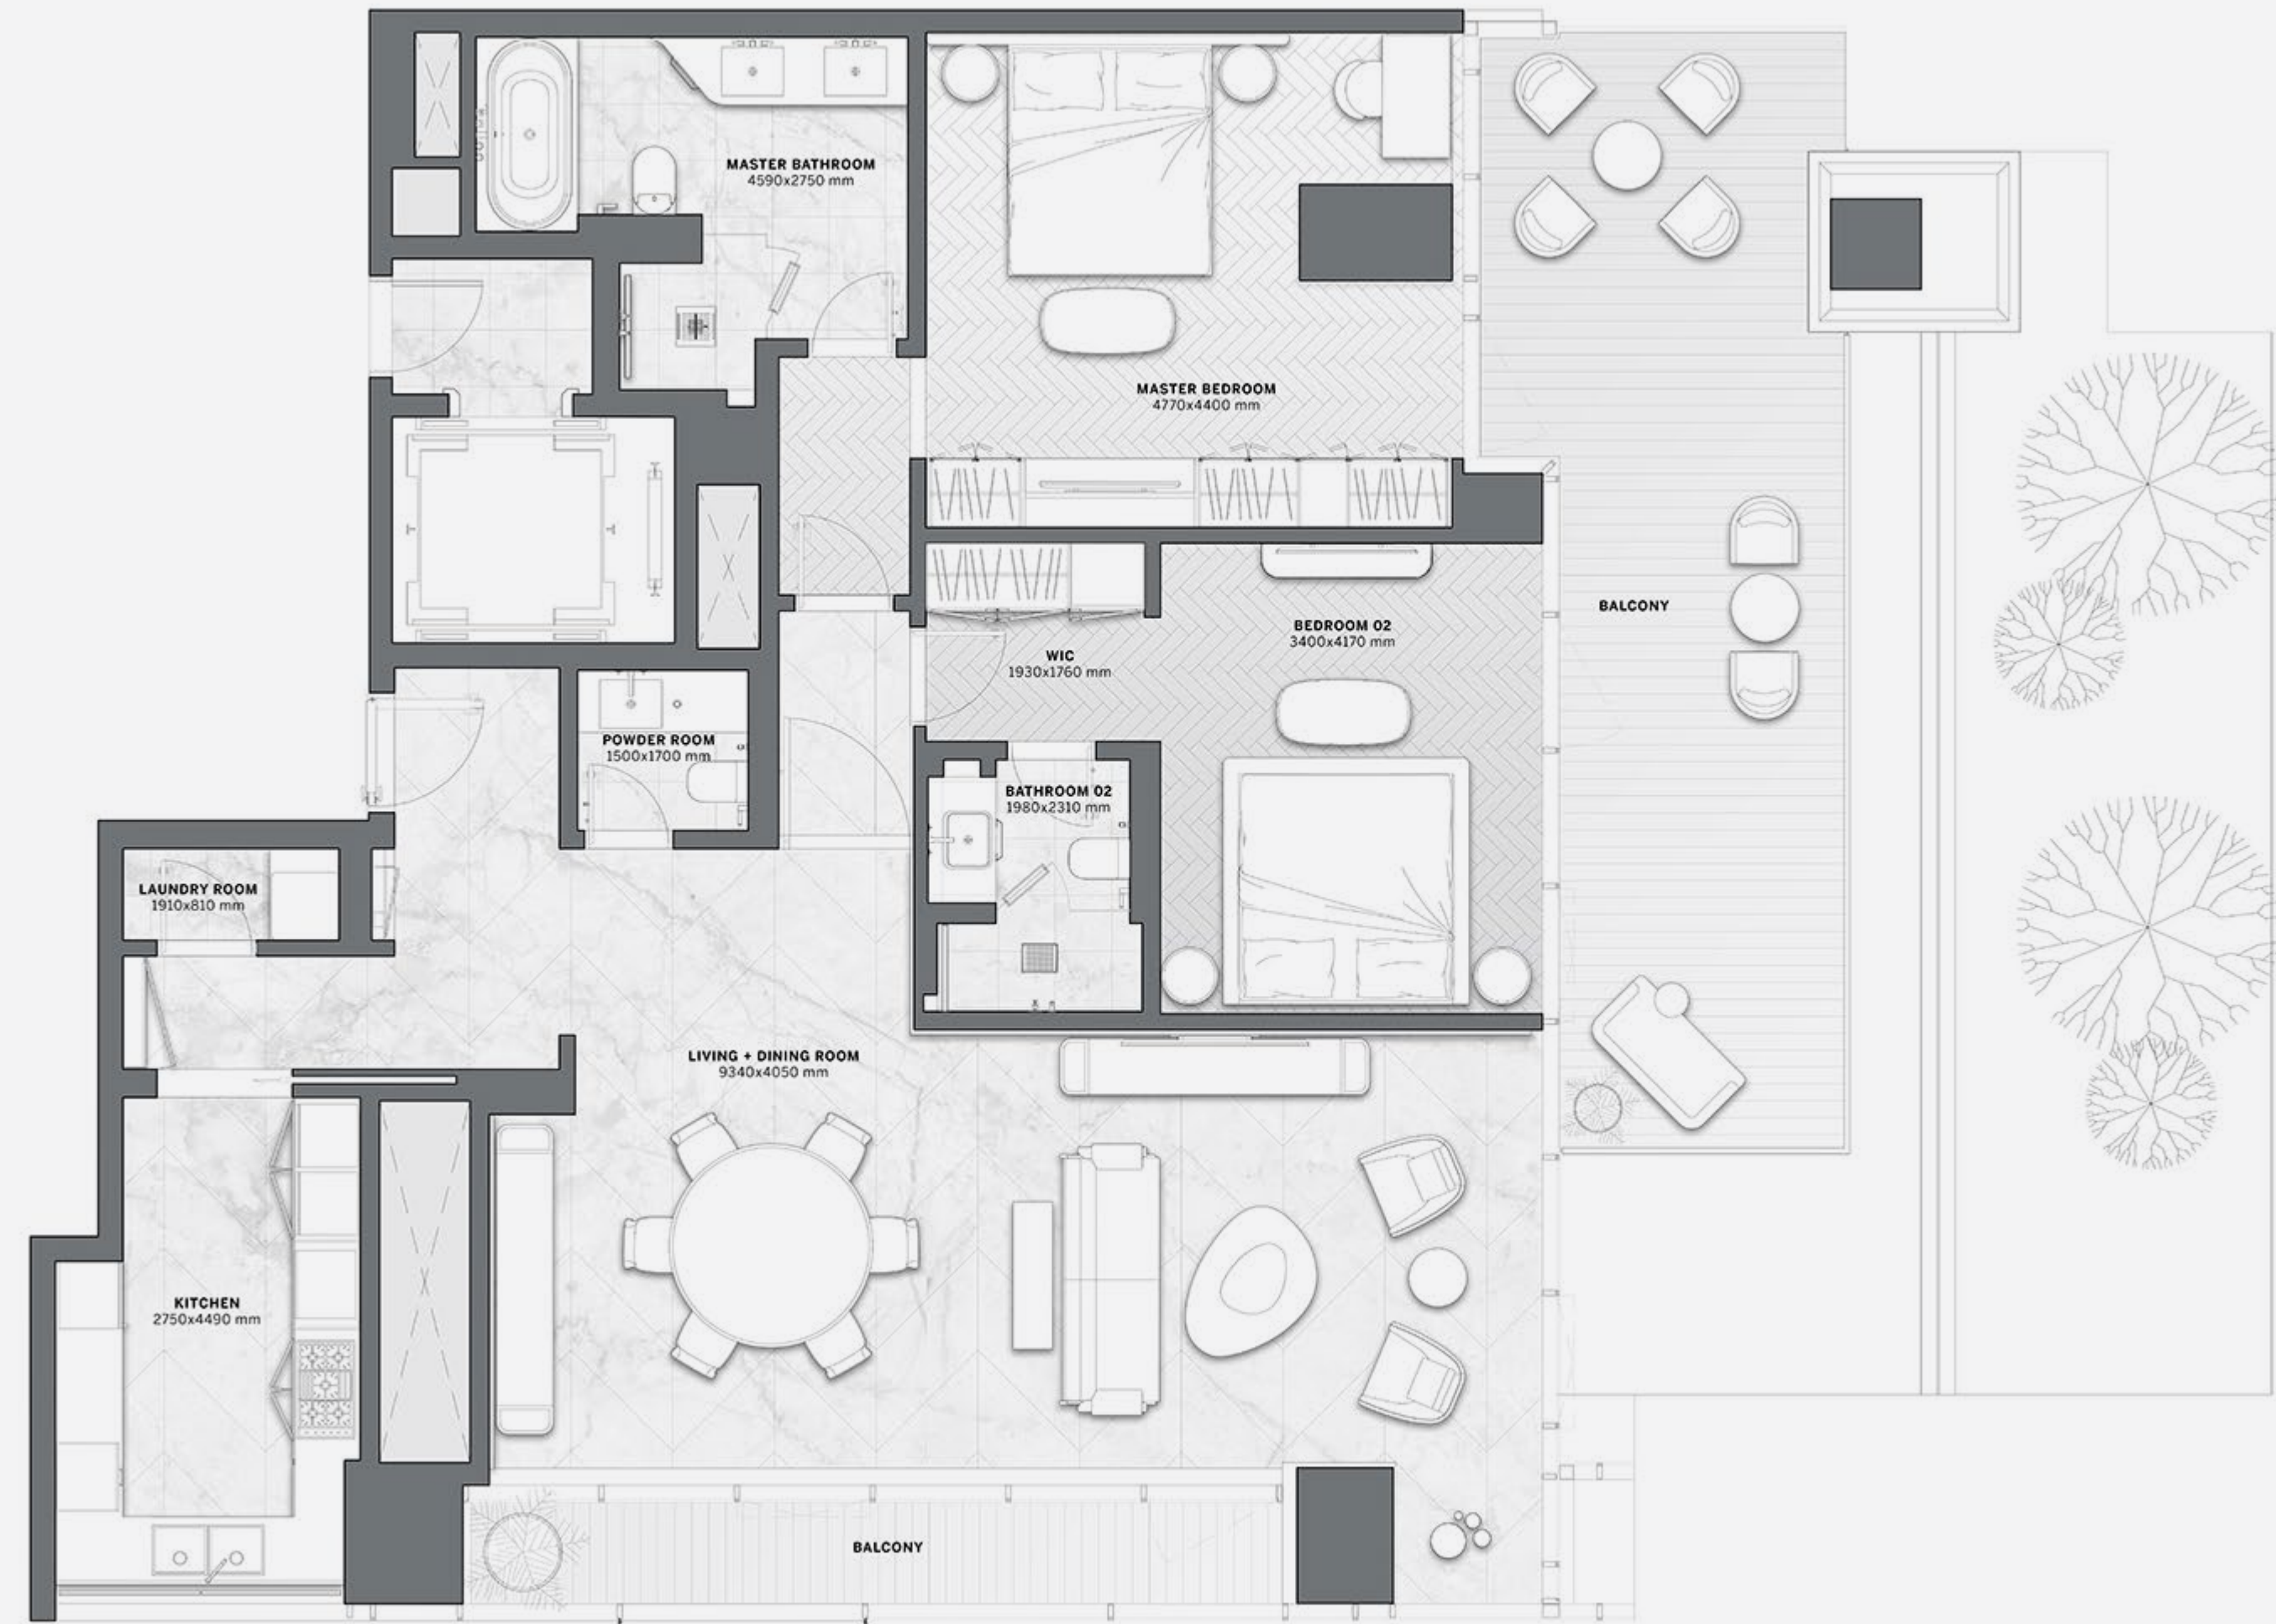 MASTER BATHROOM
4590x2750 mm
MASTER BEDROOM
4770x4400 mm
BALCONY
BEDROOM 02
3400x4170 mm
WIC
1930x1760 mm
POWDER ROOM
1500x1700 mm
BATHROOM 02
1980x2310 mm
LAUNDRY ROOM
1910x810 mm
LIVING + DINING ROOM
9340x4050 mm
KITCHEN
2750x4490 mm
BALCONY